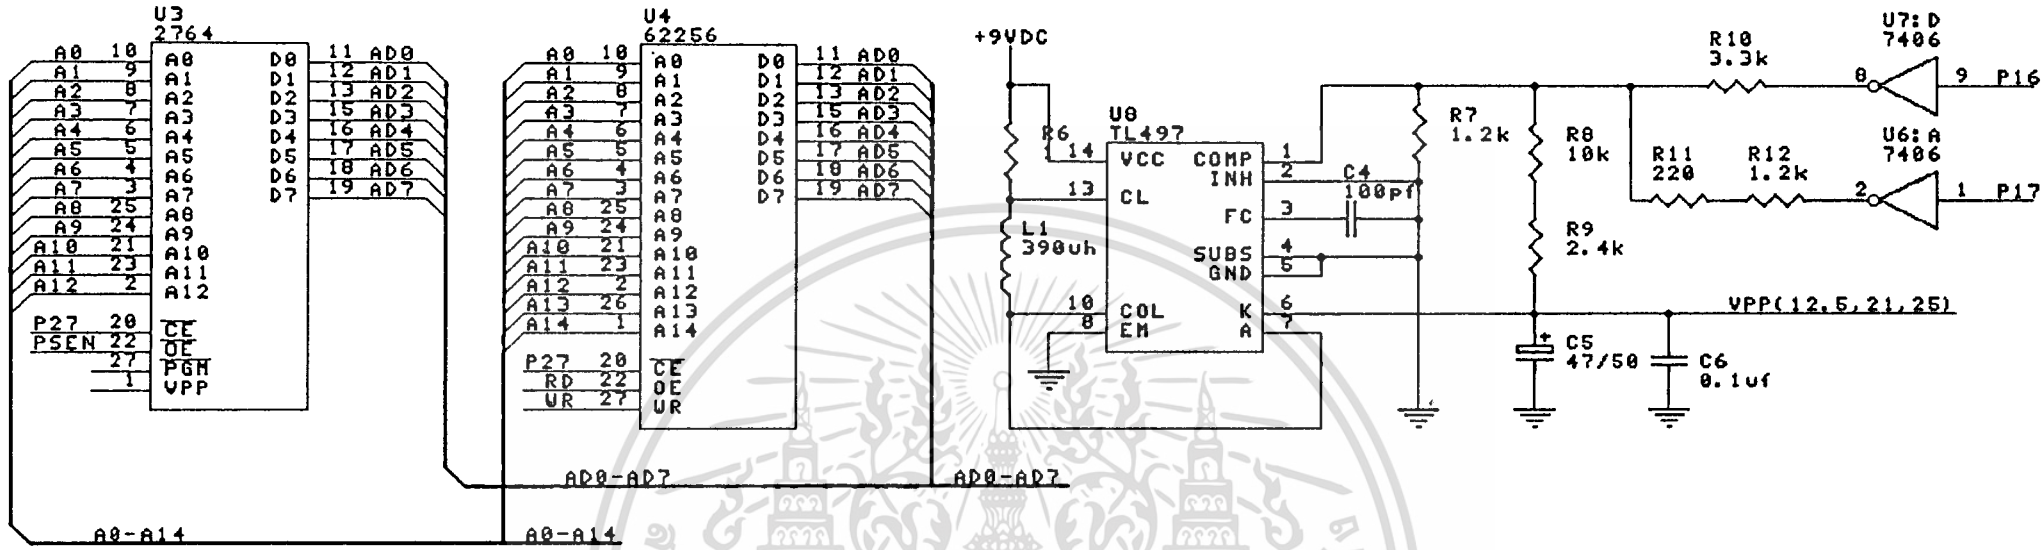 U3
2764
A0 10 A0 D0 11 AD0
A1 9 A1 D1 12 AD1
A2 8 A2 D2 13 AD2
A3 7 A3 D3 15 AD3
A4 6 A4 D4 16 AD4
A5 5 A5 D5 17 AD5
A6 4 A6 D6 18 AD6
A7 3 A7 D7 19 AD7
A8 25 A8
A9 24 A9
A10 21 A10
A11 23 A11
A12 2 A12
P27 20 CE
PSEN 22 OE
27 PGM
1 VPP
U4
62256
A0 10 A0 D0 11 AD0
A1 9 A1 D1 12 AD1
A2 8 A2 D2 13 AD2
A3 7 A3 D3 15 AD3
A4 6 A4 D4 16 AD4
A5 5 A5 D5 17 AD5
A6 4 A6 D6 18 AD6
A7 3 A7 D7 19 AD7
A8 25 A8
A9 24 A9
A10 21 A10
A11 23 A11
A12 2 A12
A13 26 A13
A14 1 A14
P27 20 CE
RD 22 OE
WR 27 WR
AD0-AD7
AD0-AD7
A0-A14
A0-A14
+9VDC
R6
1
L1
390uh
U8
TL497
14 VCC COMP 1
INH 2
13 CL
FC 3
SUBS 4
GND 5
10 COL K 6
8 EM A 7
C4
100pf
R7
1.2k
R8
10k
R9
2.4k
R10
3.3k
R11
220
R12
1.2k
U7:D
7406
8 9 P16
U6:A
7406
2 1 P17
VPP(12.5,21,25)
+
C5
47/50
C6
0.1uf